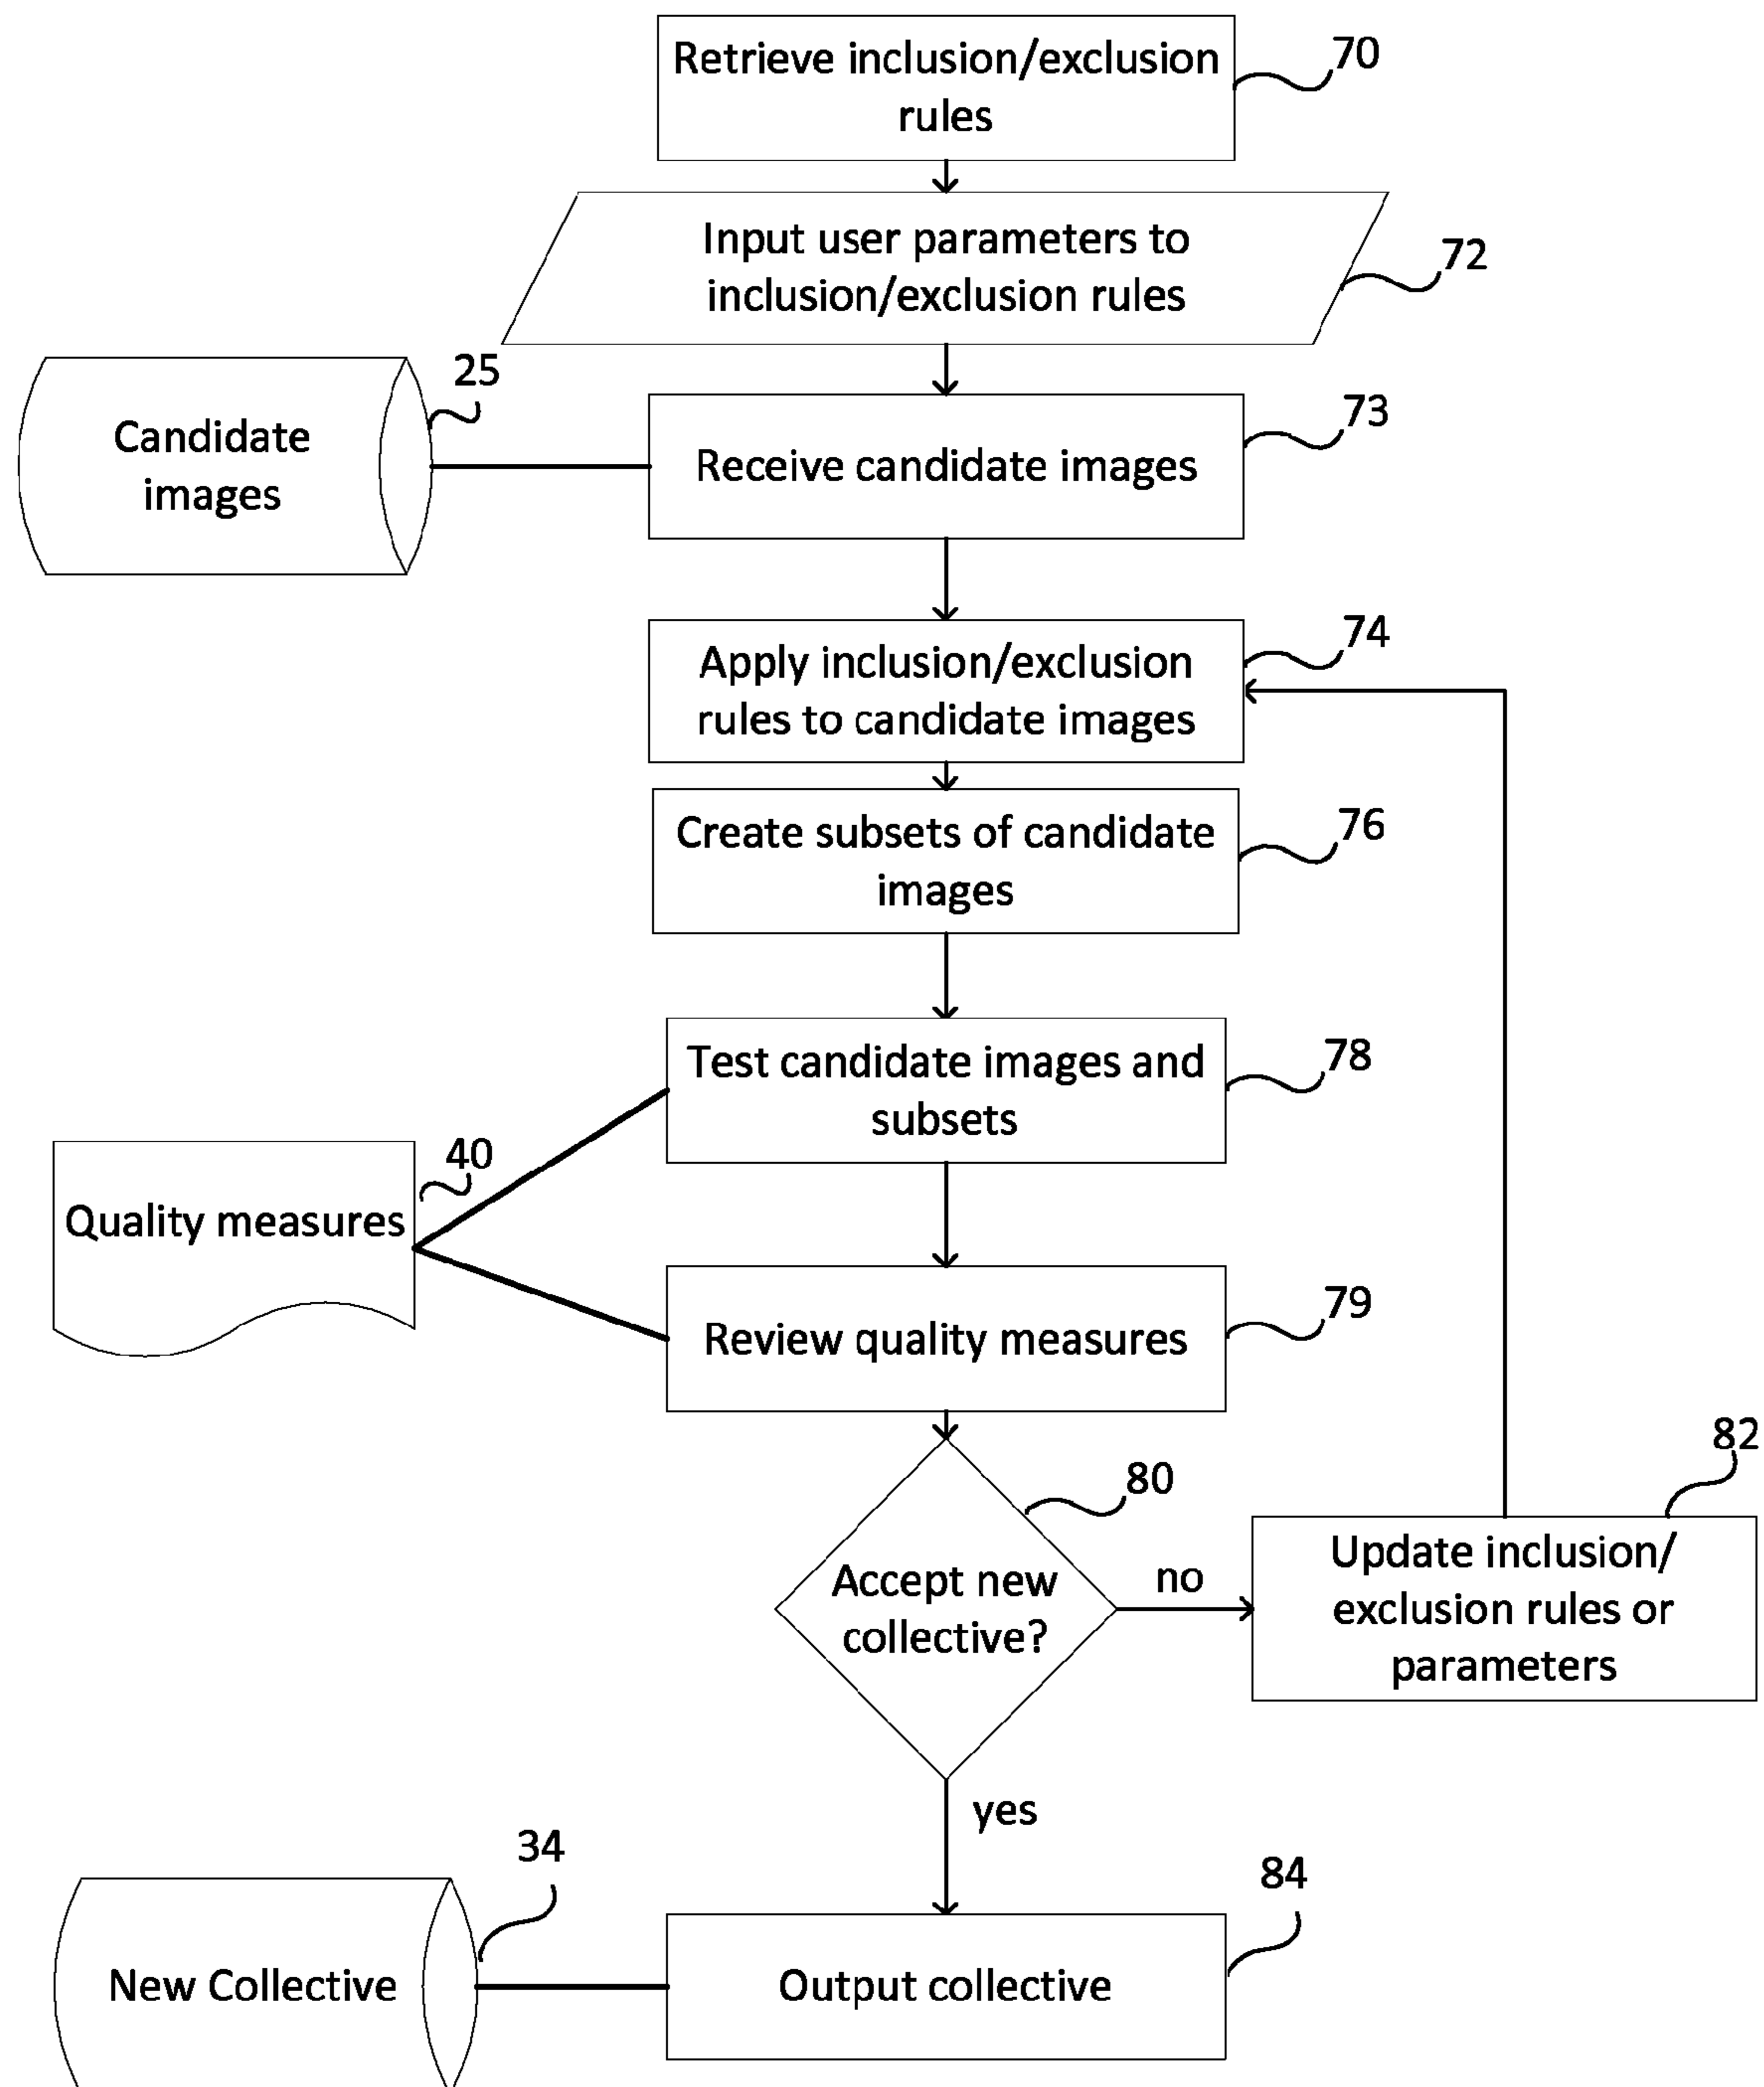 Retrieve inclusion/exclusion
rules
70
Input user parameters to
inclusion/exclusion rules
72
25
Candidate
images
Receive candidate images
73
Apply inclusion/exclusion
rules to candidate images
74
Create subsets of candidate
images
76
Test candidate images and
subsets
78
40
Quality measures
Review quality measures
79
80
Accept new
collective?
no
82
Update inclusion/
exclusion rules or
parameters
yes
34
New Collective
Output collective
84